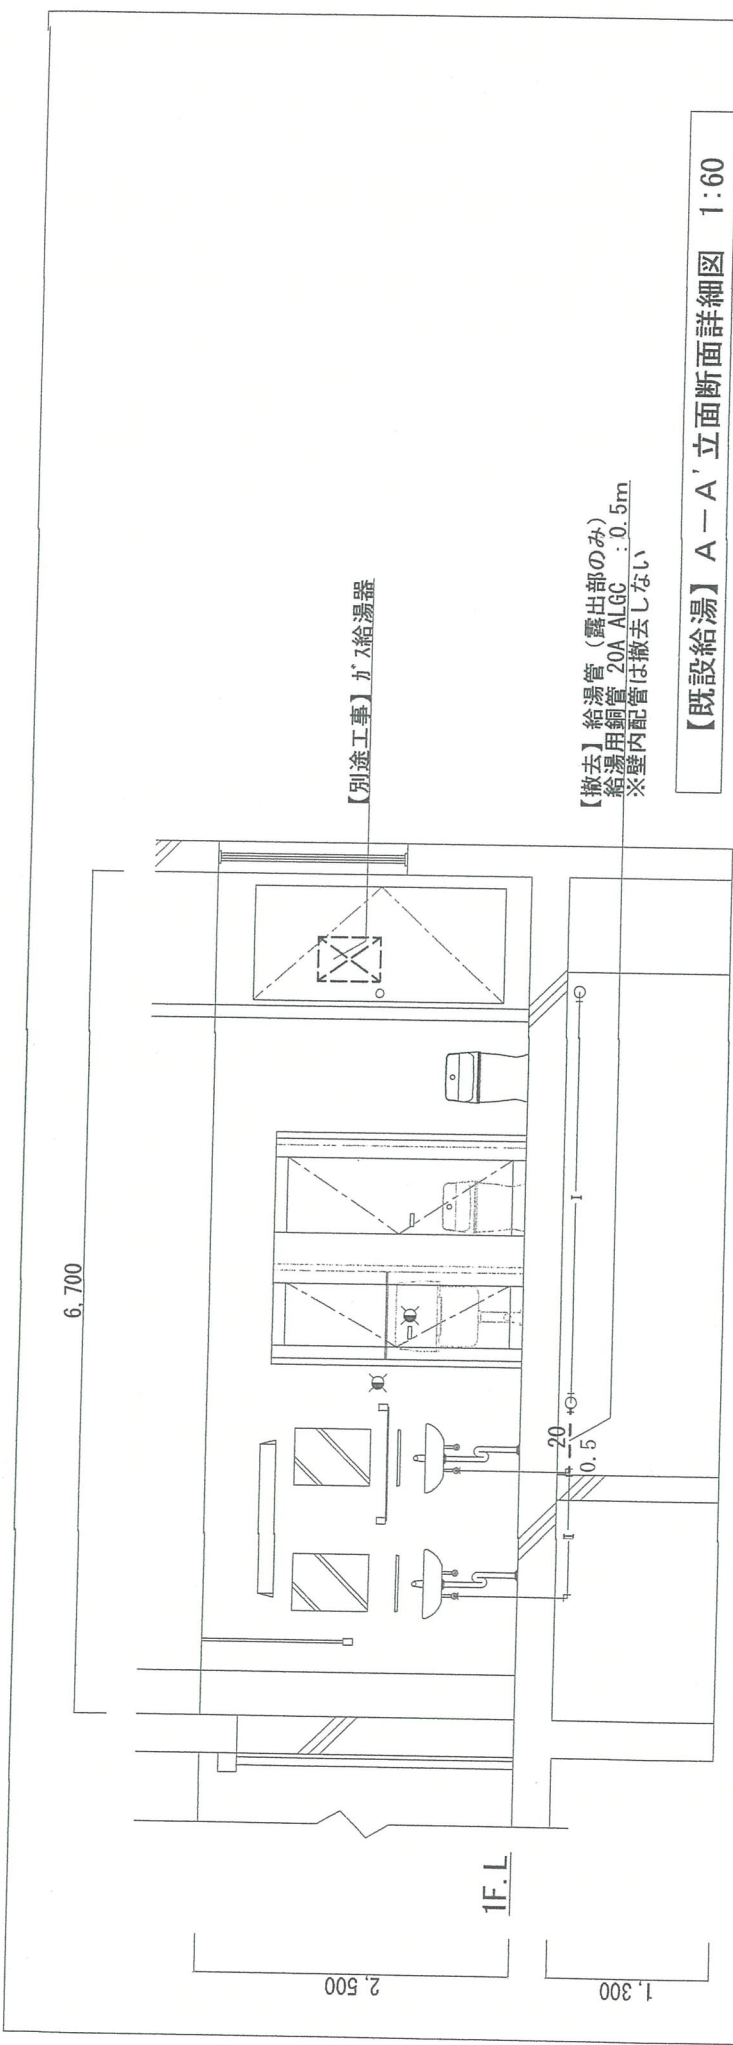 6,700
【別途工事】ガス給湯器
【撤去】給湯管(露出部のみ)
給湯用銅管 20A ALGC :0.5m
※壁内配管は撤去しない
20
0.5
I
I
1F.L
2,500
1,300
【既設給湯】A-A' 立面断面詳細図 1:60